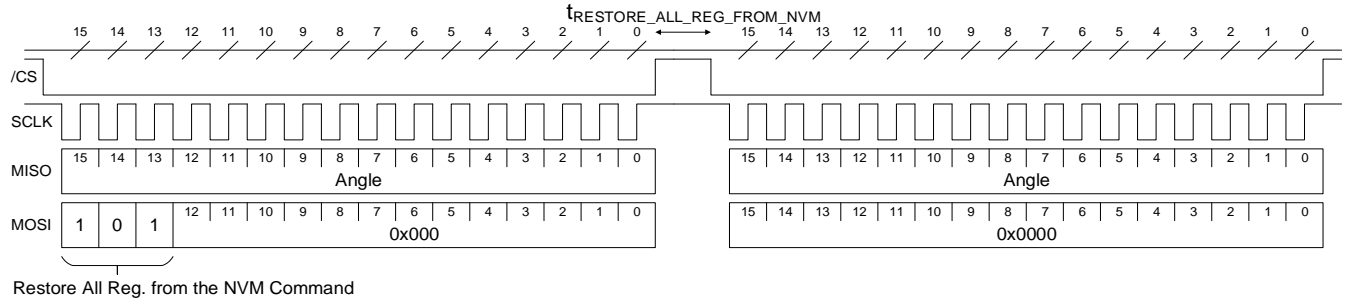 tRESTORE_ALL_REG_FROM_NVM
15 14 13 12 11 10 9 8 7 6 5 4 3 2 1 0 15 14 13 12 11 10 9 8 7 6 5 4 3 2 1 0
/CS
SCLK
MISO 15 14 13 12 11 10 9 8 7 6 5 4 3 2 1 0 15 14 13 12 11 10 9 8 7 6 5 4 3 2 1 0
Angle Angle
MOSI 1 0 1 12 11 10 9 8 7 6 5 4 3 2 1 0 15 14 13 12 11 10 9 8 7 6 5 4 3 2 1 0
0x000 0x0000
Restore All Reg. from the NVM Command